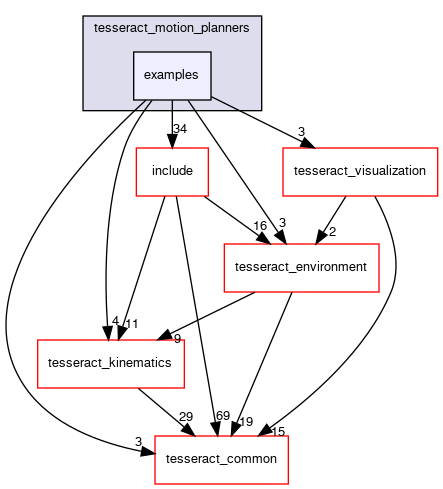 tesseract_motion_planners
examples
34
3
include
tesseract_visualization
16
3
2
tesseract_environment
4
11
9
tesseract_kinematics
29
69
19
15
3
tesseract_common